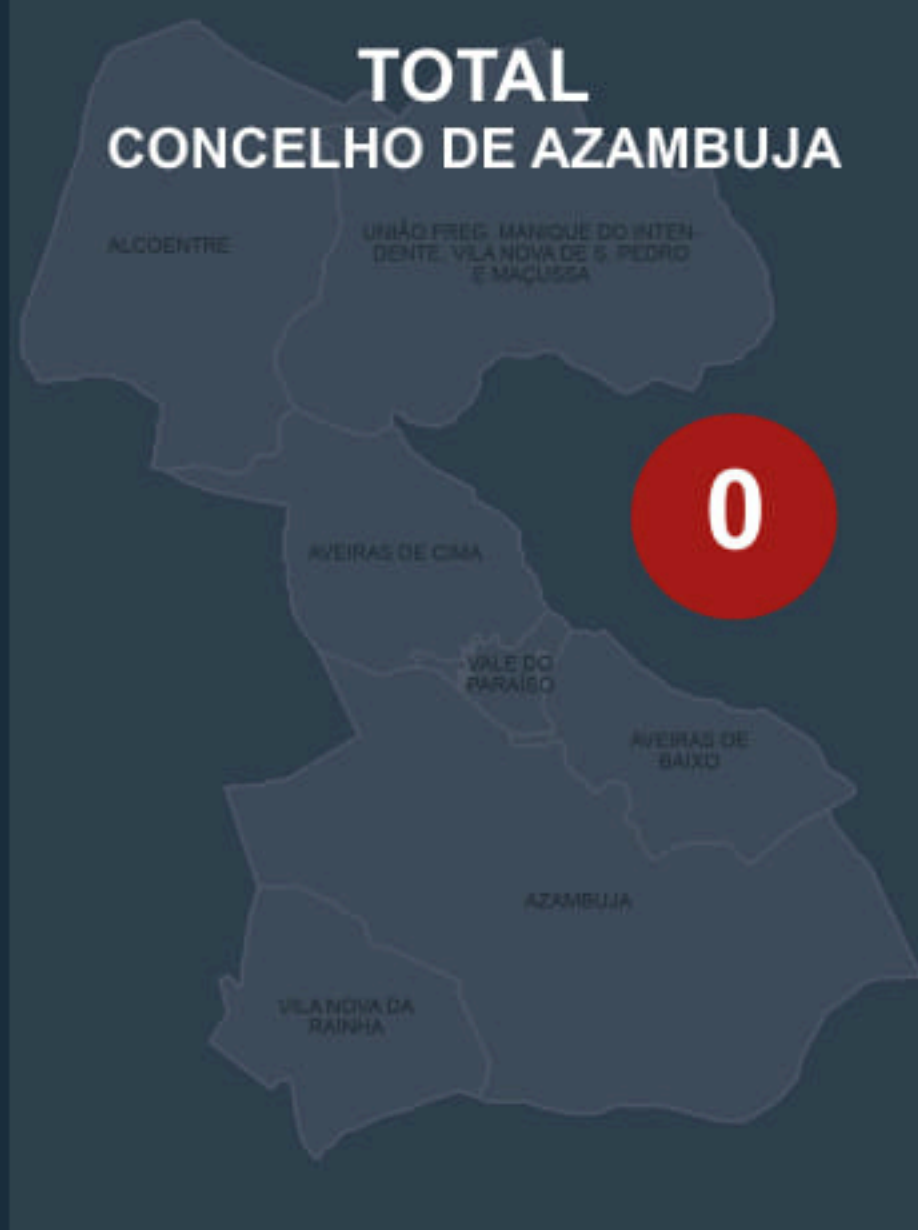 TOTAL
CONCELHO DE AZAMBUJA
ALCOENTRE
UNIÃO FREG. MANIQUE DO INTEN-
DENTE, VILA NOVA DE S. PEDRO
E MAÇUSSA
0
AVEIRAS DE CIMA
VALE DO
PARAÍSO
AVEIRAS DE
BAIXO
AZAMBUJA
VILA NOVA DA
RAINHA